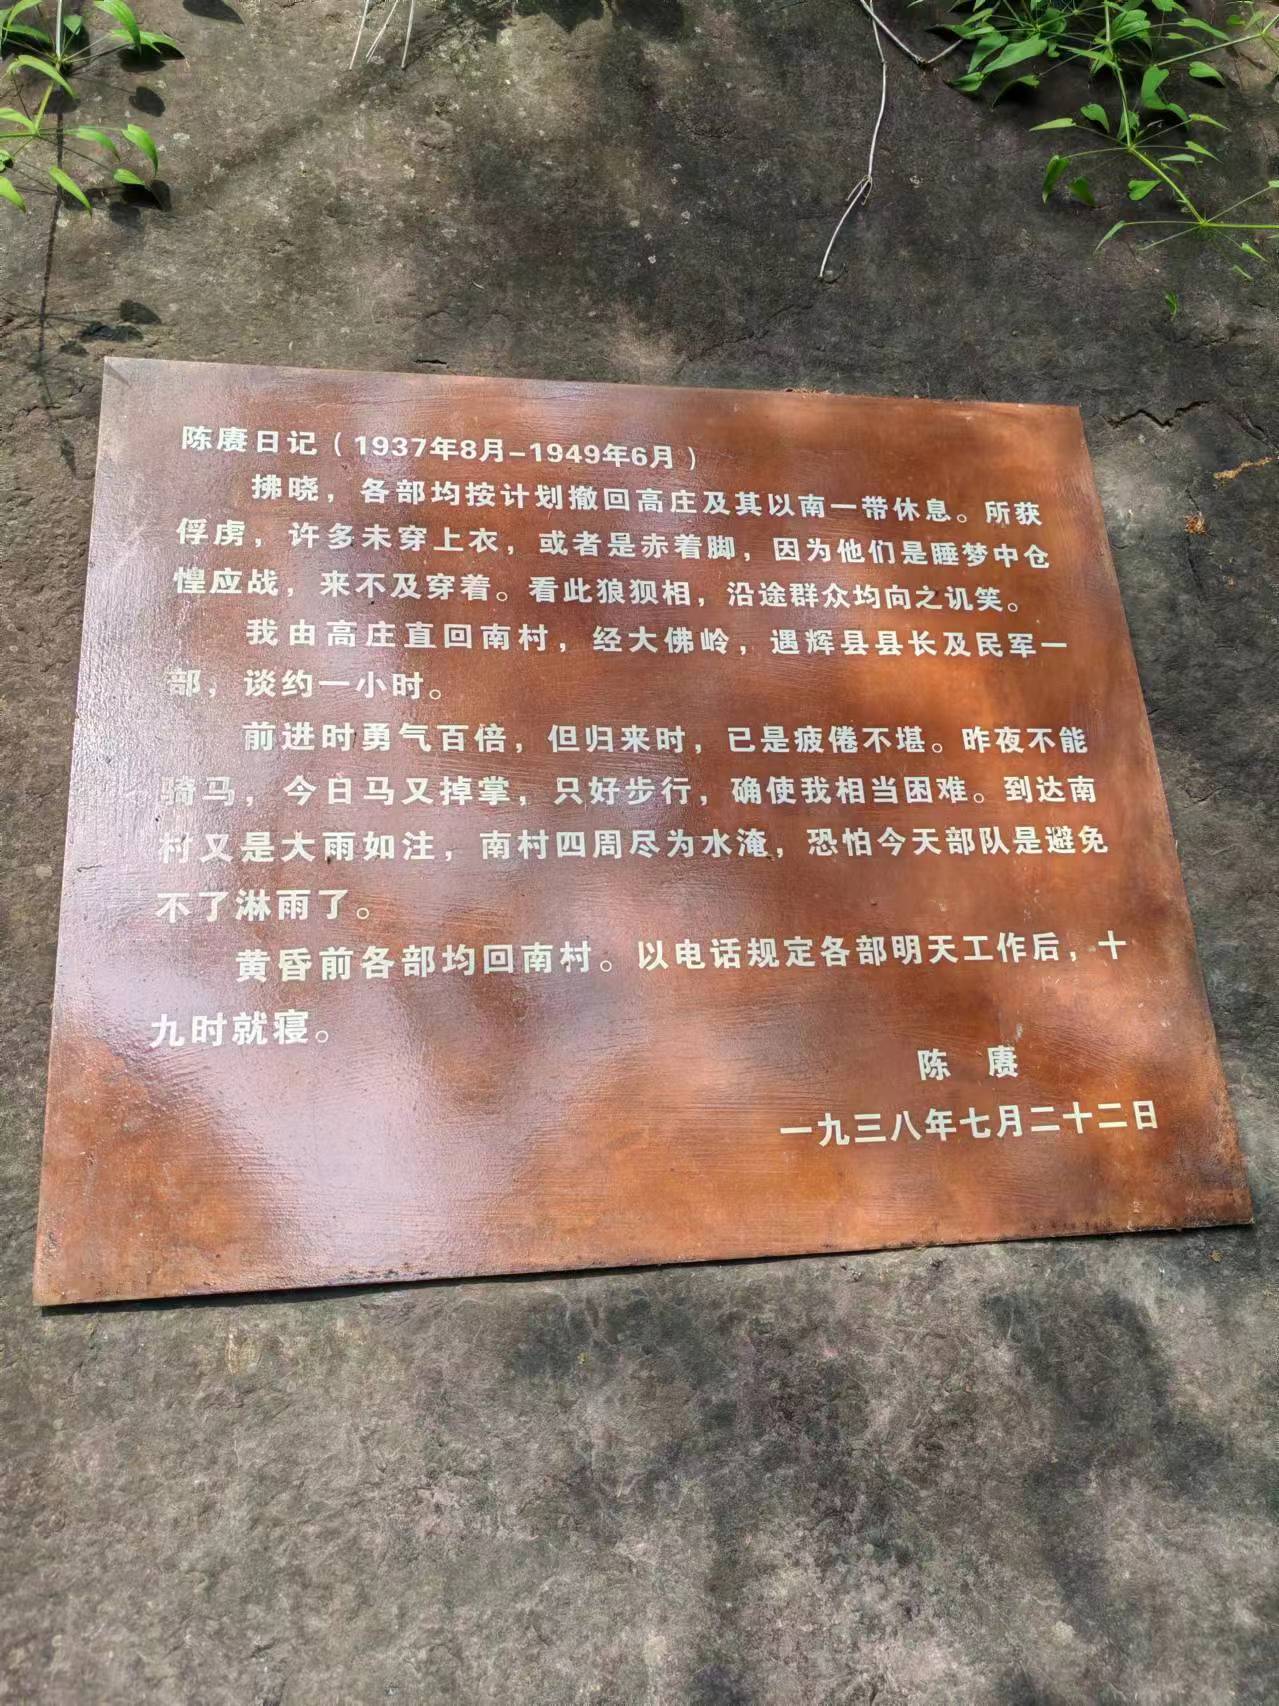 陈赓日记（1937年8月-1949年6月）
拂晓，各部均按计划撤回高庄及其以南一带休息。所获
俘虏，许多未穿上衣，或者是赤着脚，因为他们是睡梦中仓
惶应战，来不及穿着。看此狼狈相，沿途群众均向之讥笑。
我由高庄直回南村，经大佛岭，遇辉县县长及民军一
部，谈约一小时。
前进时勇气百倍，但归来时，已是疲倦不堪。昨夜不能
骑马，今日马又掉掌，只好步行，确使我相当困难。到达南
村又是大雨如注，南村四周尽为水淹，恐怕今天部队是避免
不了淋雨了。
黄昏前各部均回南村。以电话规定各部明天工作后，十
九时就寝。
陈 赓
一九三八年七月二十二日